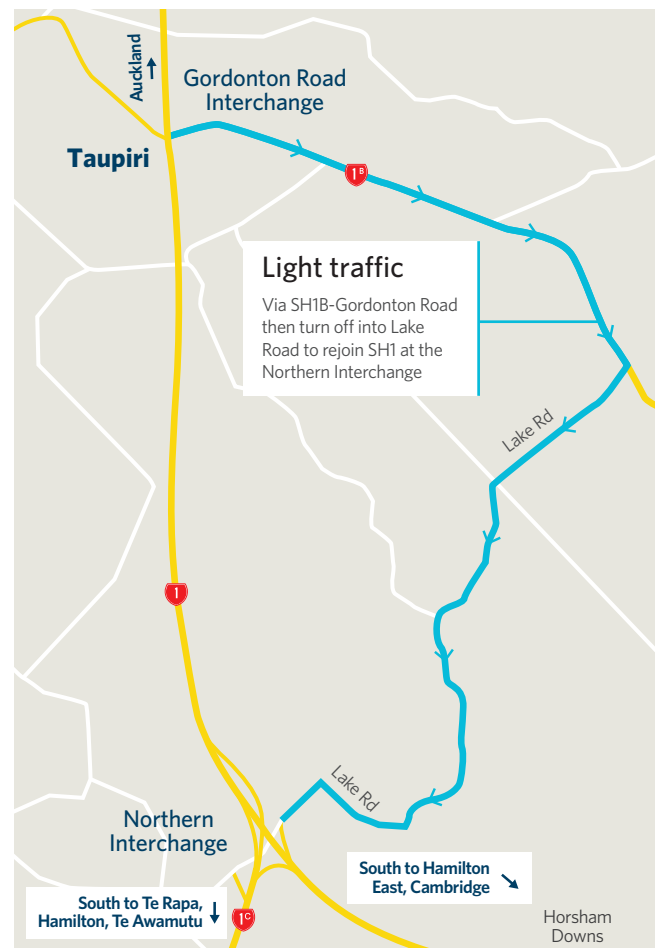 Auckland
Gordonton Road
Interchange
Taupiri
1B
Light traffic
Via SH1B-Gordonton Road
then turn off into Lake
Road to rejoin SH1 at the
Northern Interchange
Lake Rd
1
Lake Rd
Northern
Interchange
South to Hamilton
East, Cambridge
South to Te Rapa,
Hamilton, Te Awamutu
1C
Horsham
Downs